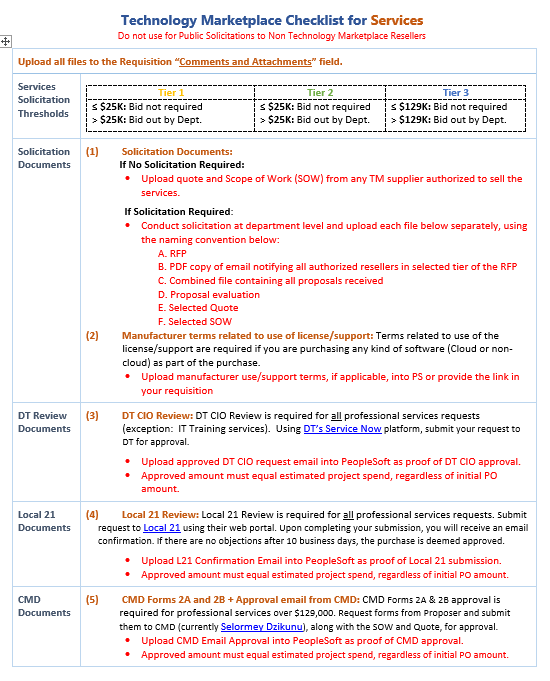 Technology Marketplace Checklist for Services
Do not use for Public Solicitations to Non Technology Marketplace Resellers
Upload all files to the Requisition “Comments and Attachments” field.
Services
Solicitation
Thresholds
Tier 1 Tier 2 Tier 3
≤ $25K: Bid not required ≤ $25K: Bid not required ≤ $129K: Bid not required
> $25K: Bid out by Dept. > $25K: Bid out by Dept. > $129K: Bid out by Dept.
Solicitation
Documents
(1) Solicitation Documents:
If No Solicitation Required:
• Upload quote and Scope of Work (SOW) from any TM supplier authorized to sell the
services.
If Solicitation Required:
• Conduct solicitation at department level and upload each file below separately, using
the naming convention below:
A. RFP
B. PDF copy of email notifying all authorized resellers in selected tier of the RFP
C. Combined file containing all proposals received
D. Proposal evaluation
E. Selected Quote
F. Selected SOW
(2) Manufacturer terms related to use of license/support: Terms related to use of the
license/support are required if you are purchasing any kind of software (Cloud or non-
cloud) as part of the purchase.
• Upload manufacturer use/support terms, if applicable, into PS or provide the link in
your requisition
DT Review
Documents
(3) DT CIO Review: DT CIO Review is required for all professional services requests
(exception: IT Training services). Using DT’s Service Now platform, submit your request to
DT for approval.
• Upload approved DT CIO request email into PeopleSoft as proof of DT CIO approval.
• Approved amount must equal estimated project spend, regardless of initial PO
amount.
Local 21
Documents
(4) Local 21 Review: Local 21 Review is required for all professional services requests. Submit
request to Local 21 using their web portal. Upon completing your submission, you will receive an email
confirmation. If there are no objections after 10 business days, the purchase is deemed approved.
• Upload L21 Confirmation Email into PeopleSoft as proof of Local 21 submission.
• Approved amount must equal estimated project spend, regardless of initial PO amount.
CMD
Documents
(5) CMD Forms 2A and 2B + Approval email from CMD: CMD Forms 2A & 2B approval is
required for professional services over $129,000. Request forms from Proposer and submit
them to CMD (currently Selormey Dzikunu), along with the SOW and Quote, for approval.
• Upload CMD Email Approval into PeopleSoft as proof of CMD approval.
• Approved amount must equal estimated project spend, regardless of initial PO amount.